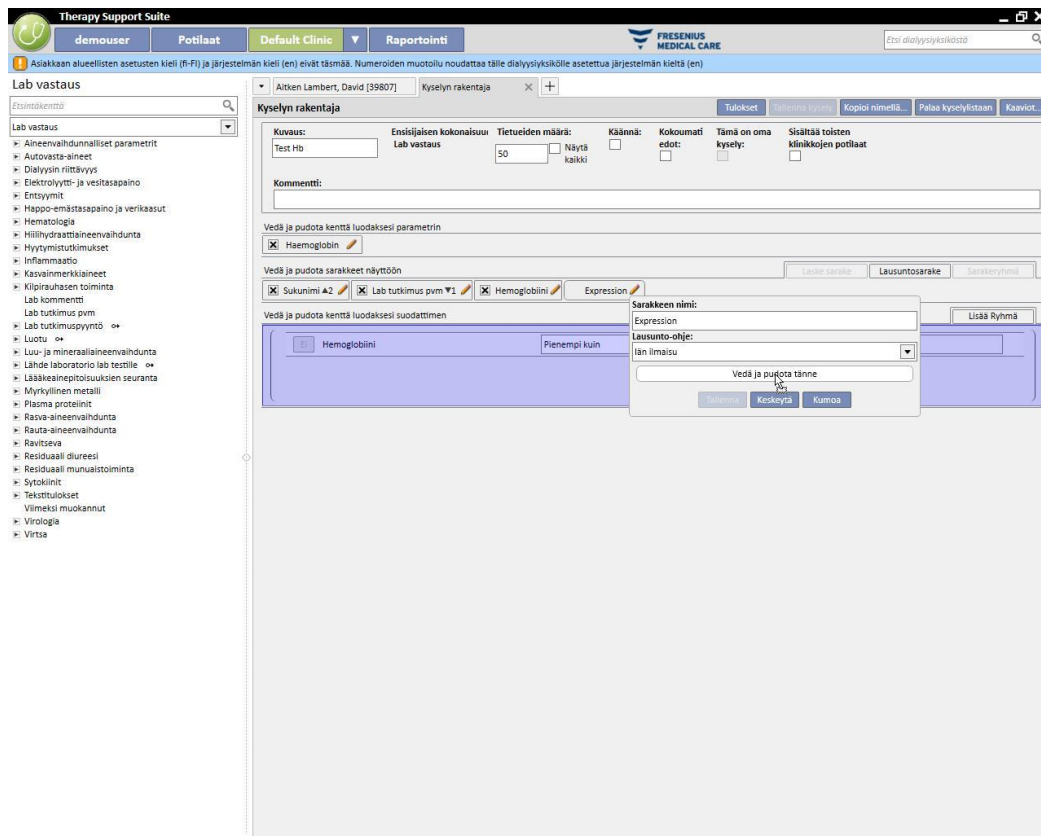 Therapy Support Suite
demouser
Potilaat
Default Clinic
Raportointi
FRESENIUS
MEDICAL CARE
Etsi dialyysiyksiköstä
Asiakkaan alueellisten asetusten kieli (fi-FI) ja järjestelmän kieli (en) eivät täsmää. Numeroiden muotoilu noudattaa tälle dialyysiyksikölle asetettua järjestelmän kieltä (en)
Lab vastaus
Etsintäkenttä
Lab vastaus
Aineenvaihdunnalliset parametrit
Autovasta-aineet
Dialyysin riittävyys
Elektrolyytti- ja vesitasapaino
Entsyymit
Happo-emästasapaino ja verikaasut
Hematologia
Hiilihydraattiaineenvaihdunta
Hyytymistutkimukset
Inflammaatio
Kasvainmerkkiaineet
Kilpirauhasen toiminta
Lab kommentti
Lab tutkimus pvm
Lab tutkimuspyyntö
Luotu
Luu- ja mineraaliaineenvaihdunta
Lähde laboratorio lab testille
Lääkeainepitoisuuksien seuranta
Myrkyllinen metalli
Plasma proteiinit
Rasva-aineenvaihdunta
Rauta-aineenvaihdunta
Ravitseva
Residuaali diureesi
Residuaali munuaistoiminta
Sytokiinit
Tekstitulokset
Viimeksi muokannut
Virologia
Virtsa
Aitken Lambert, David [39807]
Kyselyn rakentaja
Kyselyn rakentaja
Tulokset
Tallenna kysely
Kopioi nimellä...
Palaa kyselylistaan
Kaaviot...
Kuvaus:
Test Hb
Ensisijaisen kokonaisuu
Lab vastaus
Tietueiden määrä:
50
Näytä
kaikki
Käännä:
Kokoumati
edot:
Tämä on oma
kysely:
Sisältää toisten
klinikkojen potilaat
Kommentti:
Vedä ja pudota kenttä luodaksesi parametrin
Haemoglobin
Vedä ja pudota sarakkeet näyttöön
Laske sarake
Lausuntosarake
Sarakeryhmä
Sukunimi ▲2
Lab tutkimus pvm ▼1
Hemoglobiini
Expression
Vedä ja pudota kenttä luodaksesi suodattimen
Lisää Ryhmä
Ei
Hemoglobiini
Pienempi kuin
Sarakkeen nimi:
Expression
Lausunto-ohje:
Iän ilmaisu
Vedä ja pudota tänne
Tallenna
Keskeytä
Kumoa